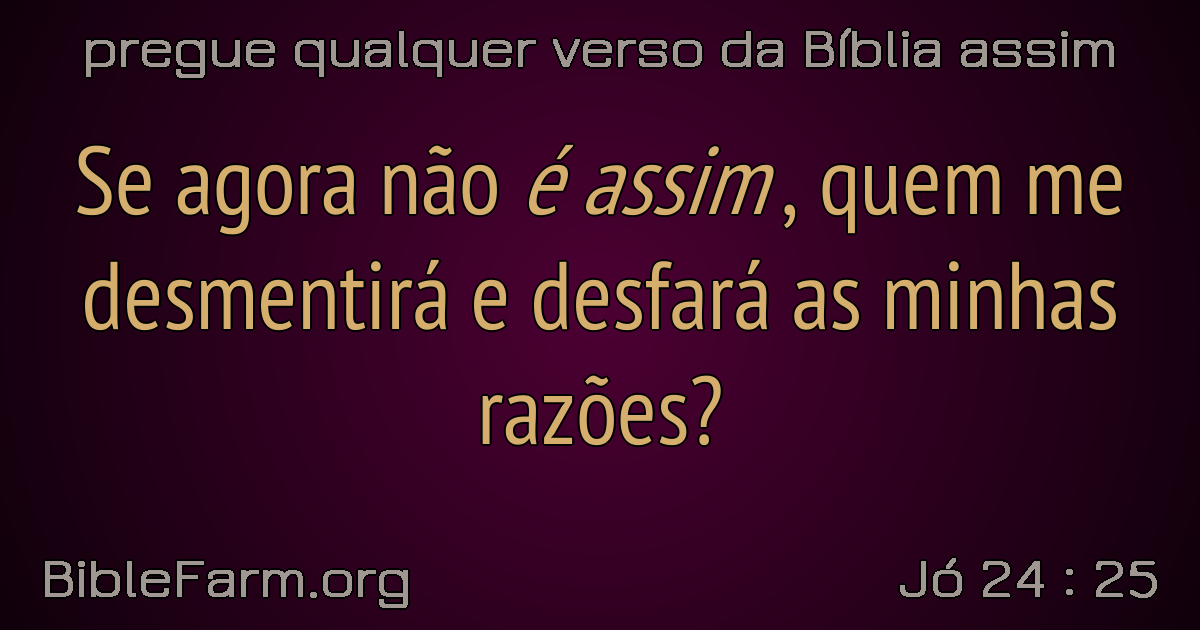 pregue qualquer verso da Bíblia assim
Se agora não é assim, quem me
desmentirá e desfará as minhas
razões?
BibleFarm.org
Jó 24 : 25